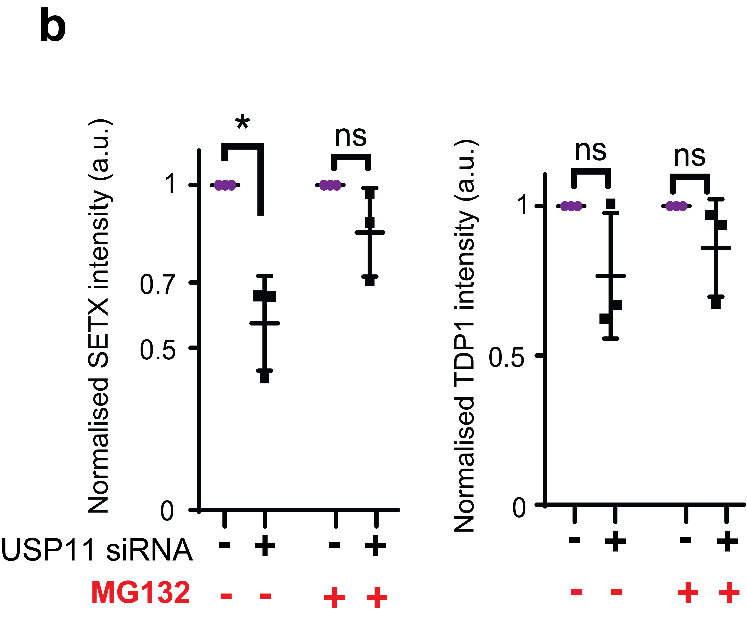 b
*
ns
ns
ns
Normalised SETX intensity (a.u.)
1
0.7
0.5
0
Normalised TDP1 intensity (a.u.)
1
0.5
0
USP11 siRNA - + - + - + - +
MG132 - - + + - - + +